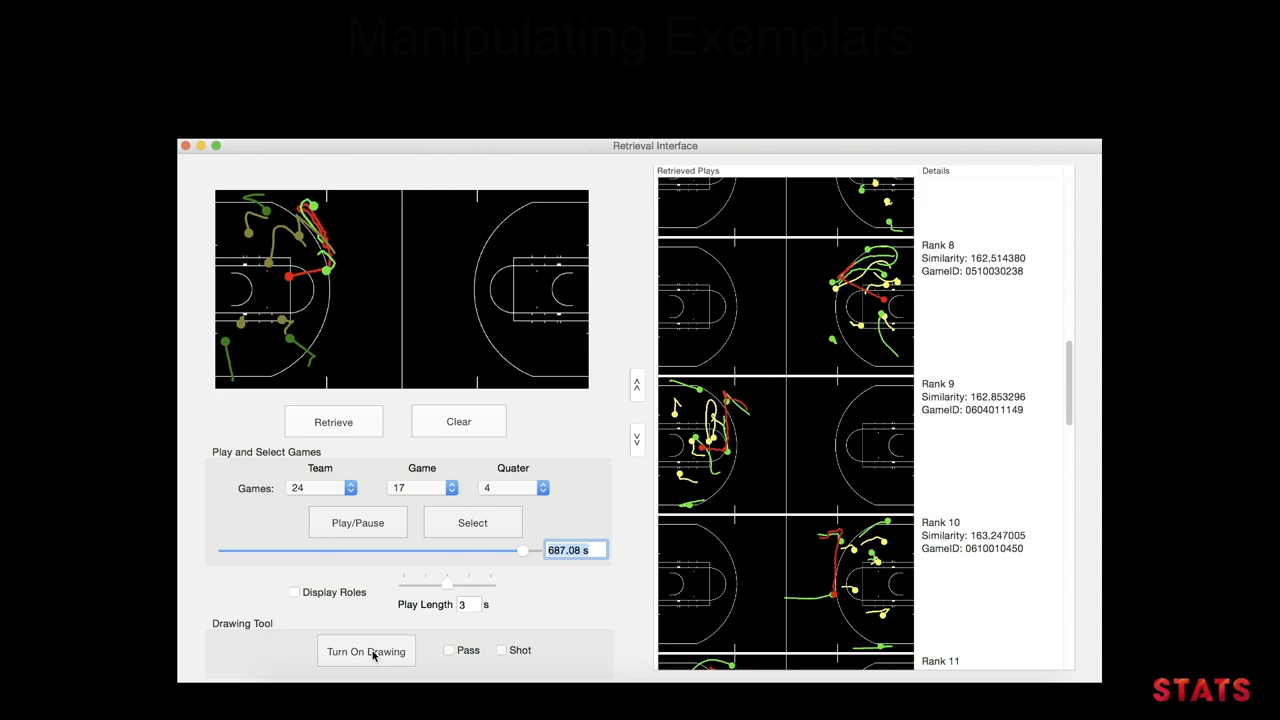 Manipulating Exemplars
Retrieval Interface
Retrieved Plays
Details
Rank 8
Similarity: 162.514380
GameID: 0510030238
Rank 9
Similarity: 162.853296
GameID: 0604011149
Rank 10
Similarity: 163.247005
GameID: 0610010450
Rank 11
<<
>>
Retrieve
Clear
Play and Select Games
Team
Game
Quater
Games:
24
17
4
Play/Pause
Select
687.08 s
Display Roles
Play Length 3 s
Drawing Tool
Turn On Drawing
Pass
Shot
STATS